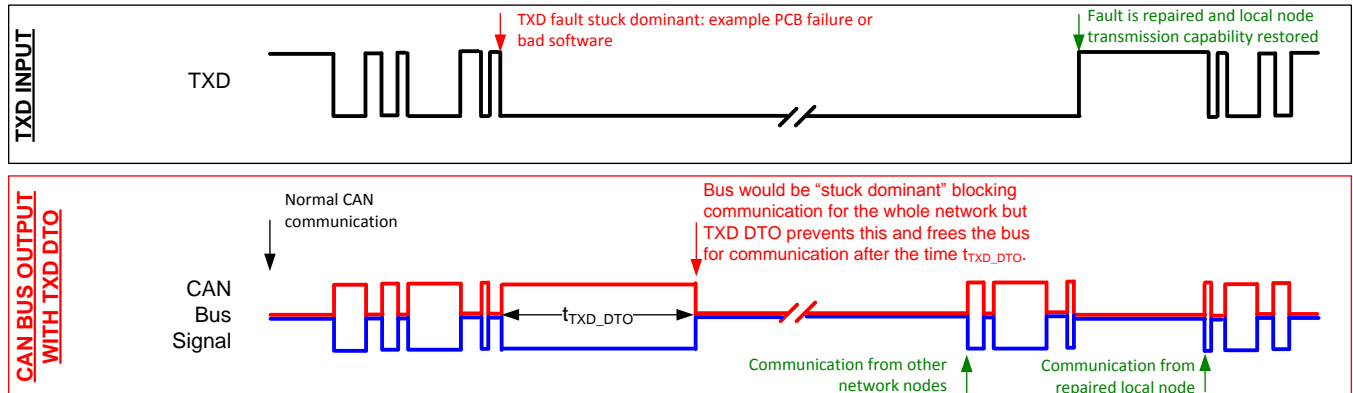 TXD INPUT
TXD fault stuck dominant: example PCB failure or
bad software
Fault is repaired and local node
transmission capability restored
TXD
CAN BUS OUTPUT
WITH TXD DTO
Normal CAN
communication
Bus would be “stuck dominant” blocking
communication for the whole network but
TXD DTO prevents this and frees the bus
for communication after the time tTXD_DTO.
CAN
Bus
Signal
tTXD_DTO
Communication from other
network nodes
Communication from
repaired local node